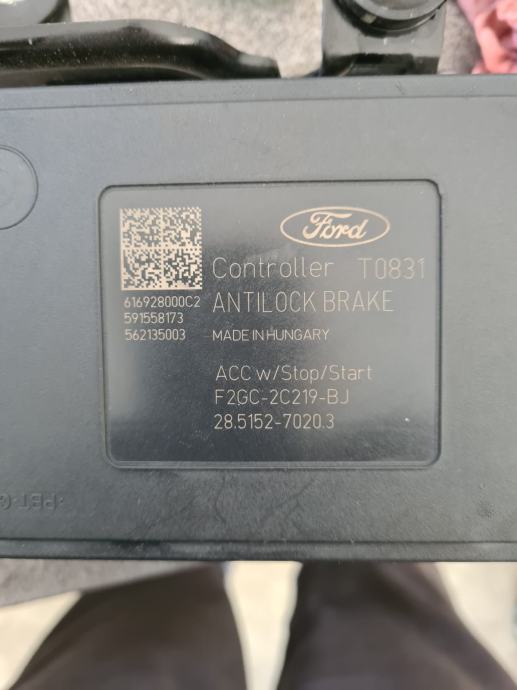 Ford
Controller T0831
616928000C2
ANTILOCK BRAKE
591558173
562135003
MADE IN HUNGARY
ACC w/Stop/Start
F2GC-2C219-BJ
28.5152-7020.3